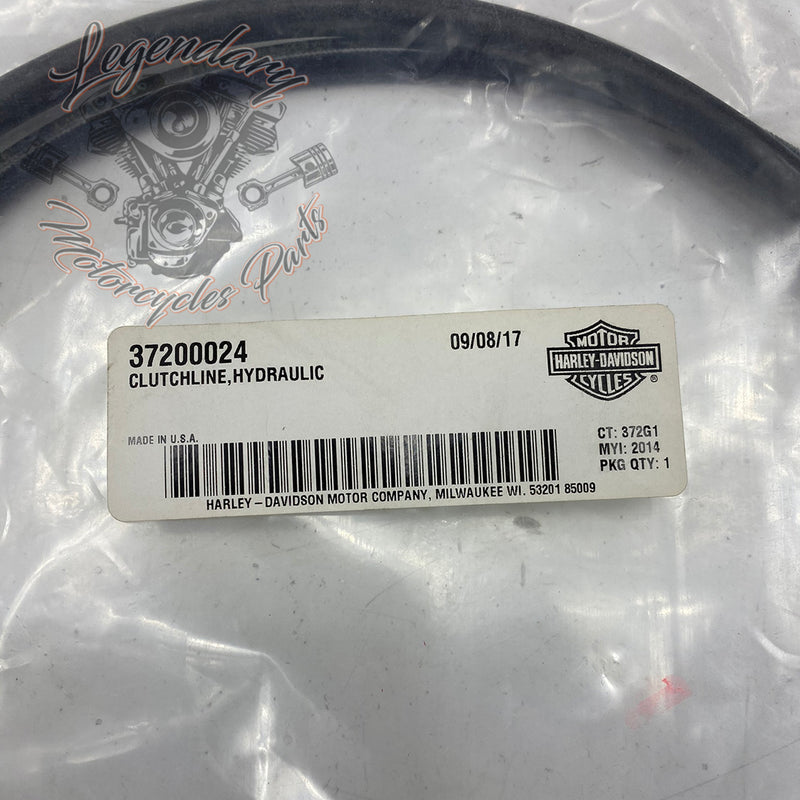 Legendary
Motorcycles Parts
37200024
CLUTCHLINE,HYDRAULIC
09/08/17
MOTOR
HARLEY-DAVIDSON
CYCLES
®
MADE IN U.S.A.
CT: 372G1
MYI: 2014
PKG QTY: 1
HARLEY-DAVIDSON MOTOR COMPANY, MILWAUKEE WI. 53201 85009